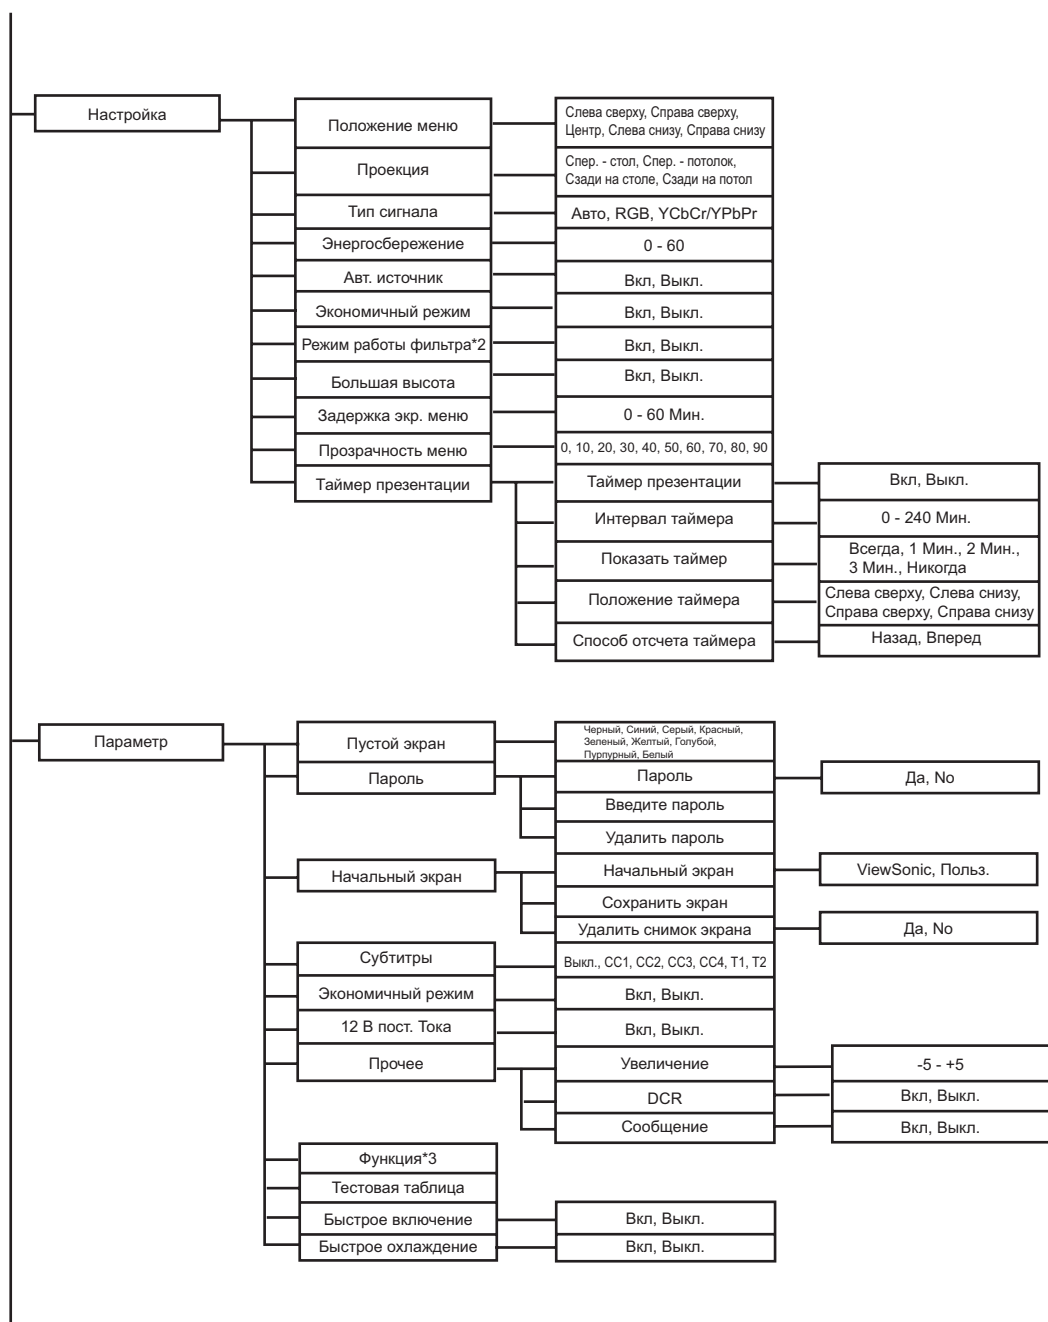 Настройка
Положение меню
Слева сверху, Справа сверху,
Центр, Слева снизу, Справа снизу
Проекция
Спер. - стол, Спер. - потолок,
Сзади на столе, Сзади на потол
Тип сигнала
Авто, RGB, YCbCr/YPbPr
Энергосбережение
0 - 60
Авт. источник
Вкл, Выкл.
Экономичный режим
Вкл, Выкл.
Режим работы фильтра*2
Вкл, Выкл.
Большая высота
Вкл, Выкл.
Задержка экр. меню
0 - 60 Мин.
Прозрачность меню
0, 10, 20, 30, 40, 50, 60, 70, 80, 90
Таймер презентации
Таймер презентации
Вкл, Выкл.
Интервал таймера
0 - 240 Мин.
Показать таймер
Всегда, 1 Мин., 2 Мин.,
3 Мин., Никогда
Положение таймера
Слева сверху, Слева снизу,
Справа сверху, Справа снизу
Способ отсчета таймера
Назад, Вперед
Параметр
Пустой экран
Черный, Синий, Серый, Красный,
Зеленый, Желтый, Голубой,
Пурпурный, Белый
Пароль
Пароль
Да, No
Введите пароль
Удалить пароль
Начальный экран
Начальный экран
ViewSonic, Польз.
Сохранить экран
Удалить снимок экрана
Да, No
Субтитры
Выкл., CC1, CC2, CC3, CC4, T1, T2
Экономичный режим
Вкл, Выкл.
12 В пост. Тока
Вкл, Выкл.
Прочее
Увеличение
-5 - +5
DCR
Вкл, Выкл.
Сообщение
Вкл, Выкл.
Функция*3
Тестовая таблица
Быстрое включение
Вкл, Выкл.
Быстрое охлаждение
Вкл, Выкл.